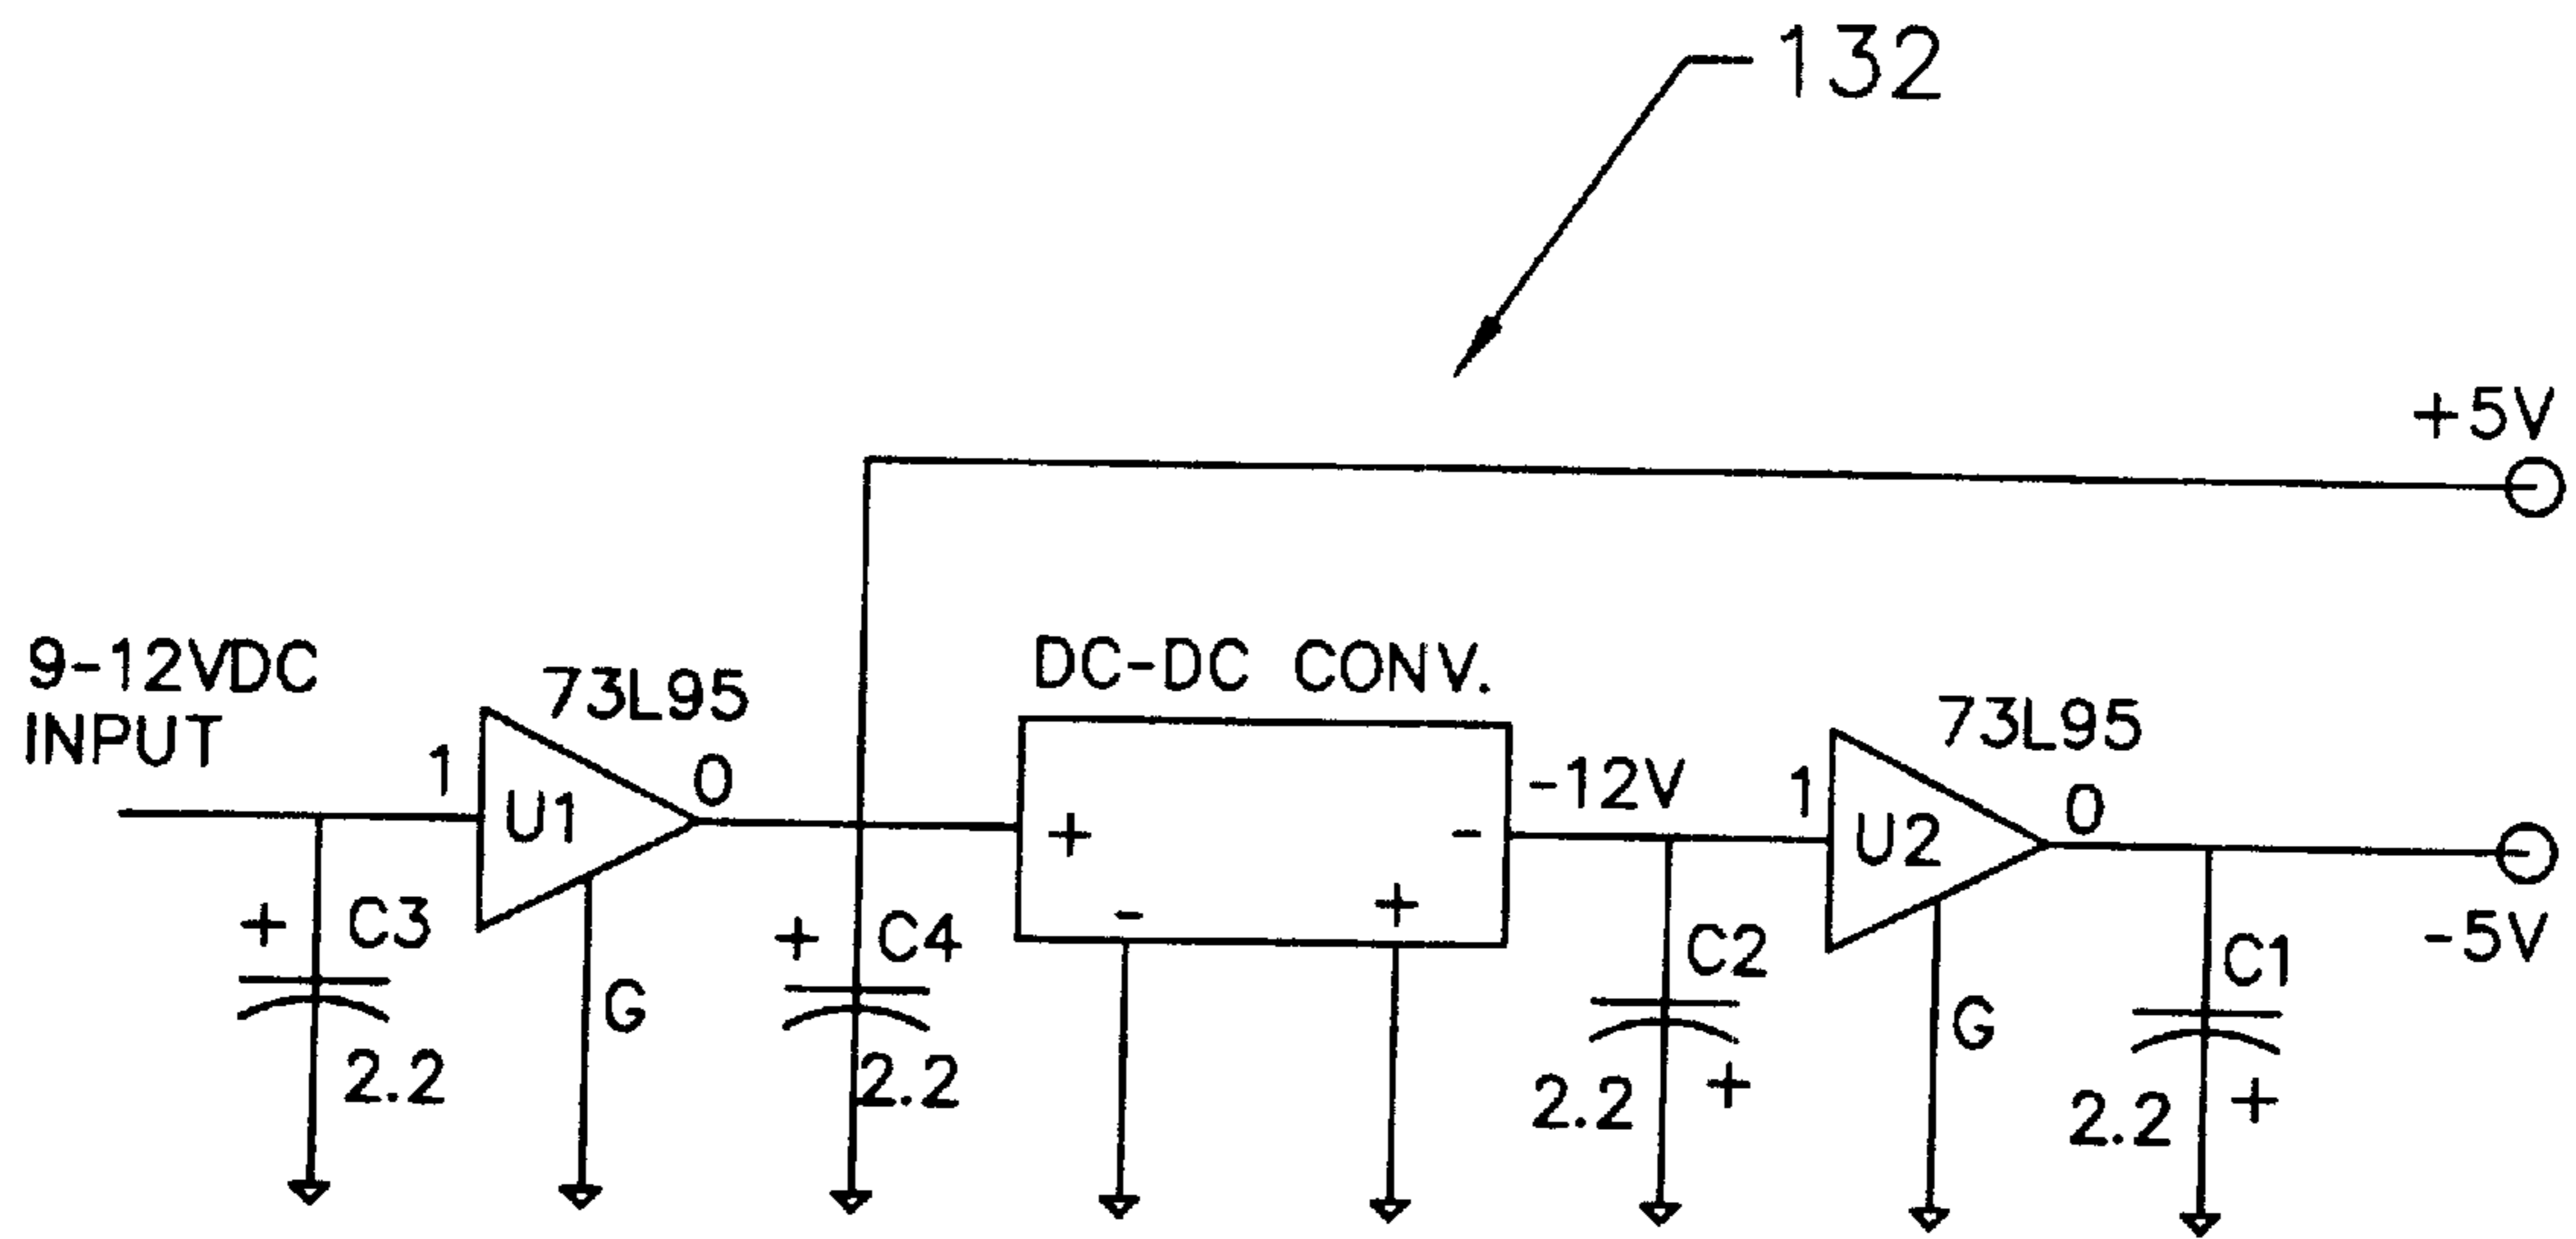 132
+5V
9-12VDC
INPUT
73L95
DC-DC CONV.
73L95
1
U1
0
-12V
1
U2
0
+
-
-
+
-5V
+
C3
G
+
C4
C2
G
C1
2.2
2.2
2.2
+
2.2
+